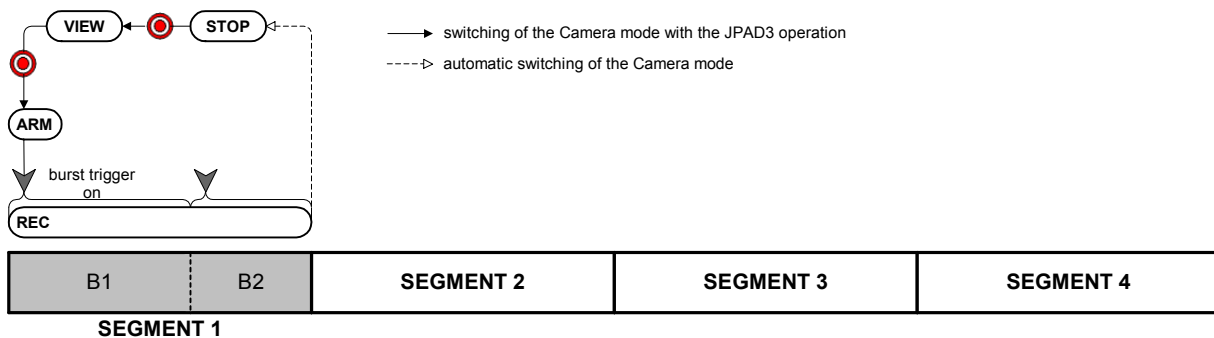 VIEW
STOP
switching of the Camera mode with the JPAD3 operation
automatic switching of the Camera mode
ARM
burst trigger
on
REC
B1
B2
SEGMENT 2
SEGMENT 3
SEGMENT 4
SEGMENT 1